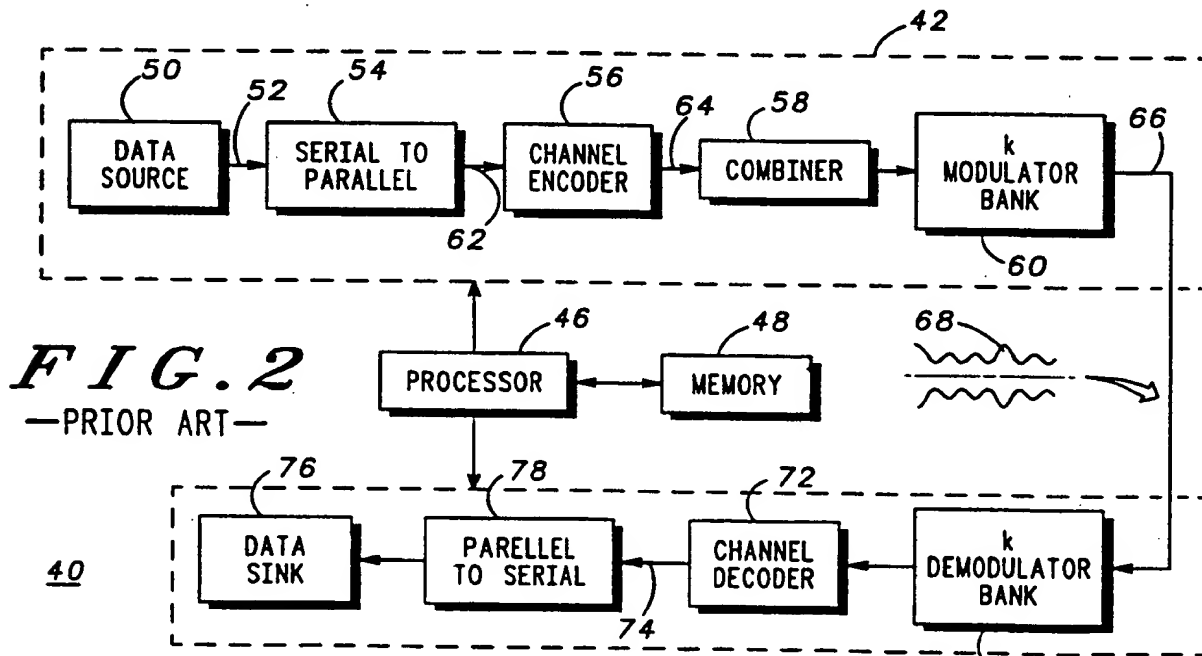 42
50
52
54
56
64
58
66
DATA
SOURCE
SERIAL TO
PARALLEL
CHANNEL
ENCODER
COMBINER
k
MODULATOR
BANK
62
60
46
48
68
FIG.2
—PRIOR ART—
PROCESSOR
MEMORY
76
78
72
40
DATA
SINK
PARELLEL
TO SERIAL
CHANNEL
DECODER
k
DEMODULATOR
BANK
74